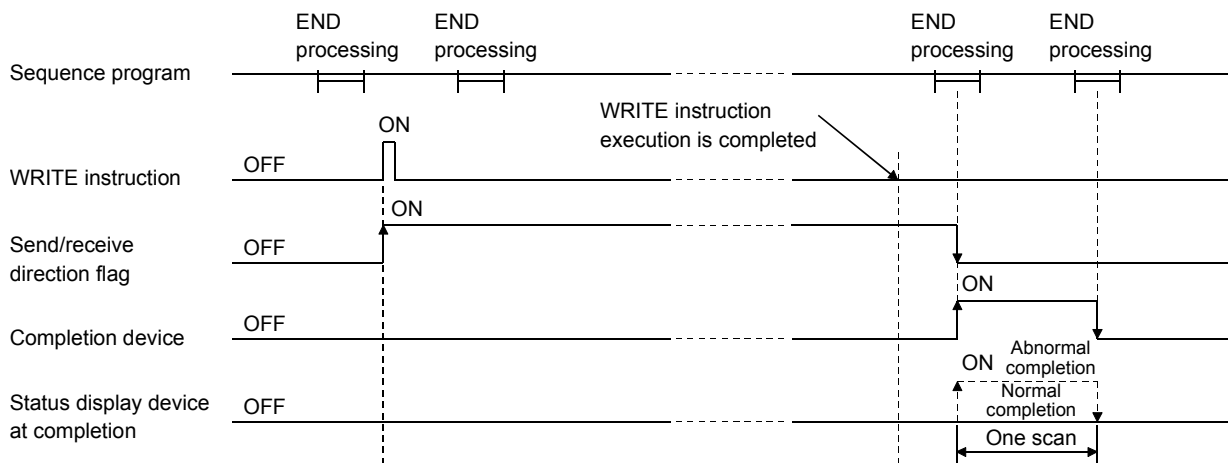 END processing
END processing
END processing
END processing
Sequence program
WRITE instruction
execution is completed
ON
OFF
WRITE instruction
ON
Send/receive
direction flag
OFF
ON
OFF
Completion device
Abnormal
completion
ON
Normal
completion
Status display device
at completion
OFF
One scan